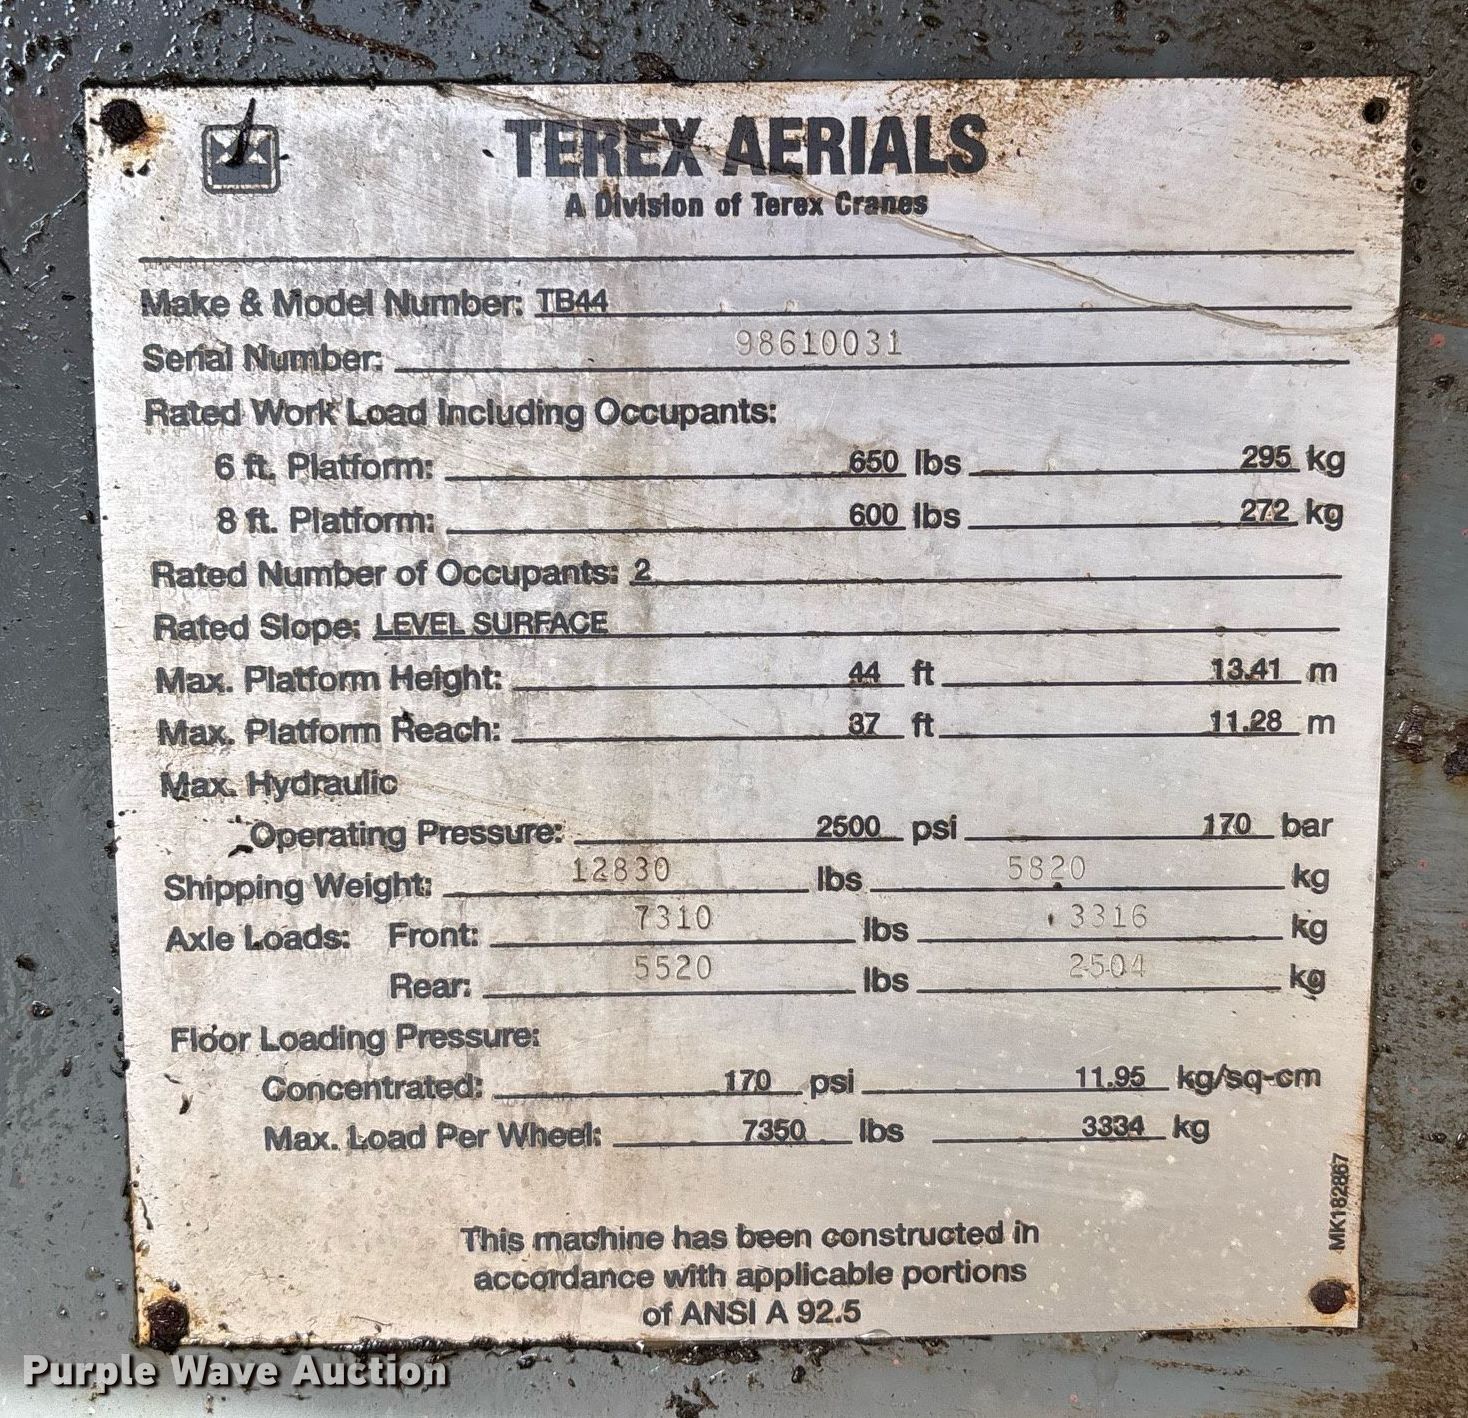 TEREX AERIALS
A Division of Terex Cranes
Make & Model Number: TB44
Serial Number: 98610031
Rated Work Load Including Occupants:
6 ft. Platform: 650 lbs 295 kg
8 ft. Platform: 600 lbs 272 kg
Rated Number of Occupants: 2
Rated Slope: LEVEL SURFACE
Max. Platform Height: 44 ft 13.41 m
Max. Platform Reach: 37 ft 11.28 m
Max. Hydraulic
Operating Pressure: 2500 psi 170 bar
Shipping Weight: 12830 lbs 5820 kg
Axle Loads: Front: 7310 lbs 3316 kg
Rear: 5520 lbs 2504 kg
Floor Loading Pressure:
Concentrated: 170 psi 11.95 kg/sq-cm
Max. Load Per Wheel: 7350 lbs 3334 kg
MK182867
This machine has been constructed in
accordance with applicable portions
of ANSI A 92.5
Purple Wave Auction